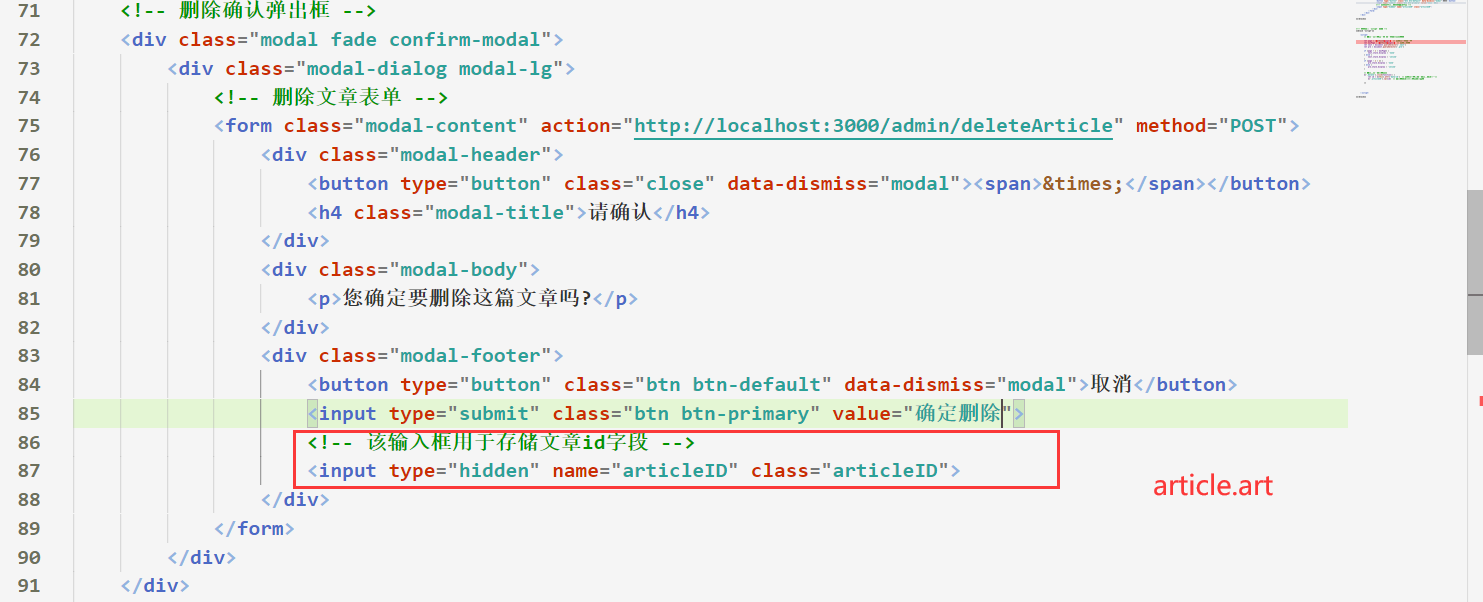 71 <!-- 删除确认弹出框 -->
72 <div class="modal fade confirm-modal">
73 <div class="modal-dialog modal-lg">
74 <!-- 删除文章表单 -->
75 <form class="modal-content" action="http://localhost:3000/admin/deleteArticle" method="POST">
76 <div class="modal-header">
77 <button type="button" class="close" data-dismiss="modal"><span>&times;</span></button>
78 <h4 class="modal-title">请确认</h4>
79 </div>
80 <div class="modal-body">
81 <p>您确定要删除这篇文章吗?</p>
82 </div>
83 <div class="modal-footer">
84 <button type="button" class="btn btn-default" data-dismiss="modal">取消</button>
85 <input type="submit" class="btn btn-primary" value="确定删除">
86 <!-- 该输入框用于存储文章id字段 -->
87 <input type="hidden" name="articleID" class="articleID">
article.art
88 </div>
89 </form>
90 </div>
91 </div>